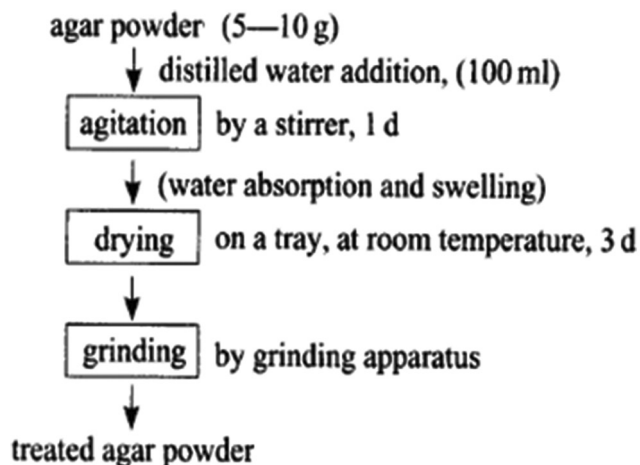 agar powder (5—10 g)
distilled water addition, (100 ml)
agitation by a stirrer, 1 d
(water absorption and swelling)
drying on a tray, at room temperature, 3 d
grinding by grinding apparatus
treated agar powder